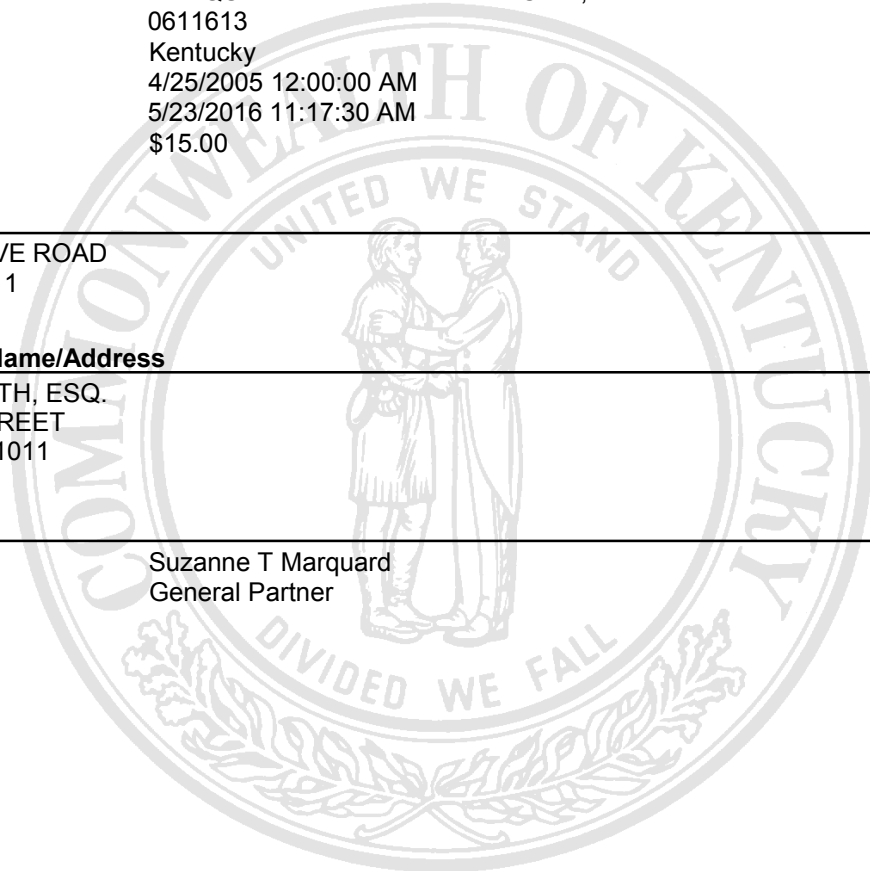 0611613
Kentucky
4/25/2005 12:00:00 AM
5/23/2016 11:17:30 AM
$15.00
VE ROAD
1
Name/Address
TH, ESQ.
REET
1011
Suzanne T Marquard
General Partner
COMMONWEALTH OF KENTUCKY
UNITED WE STAND
DIVIDED WE FALL